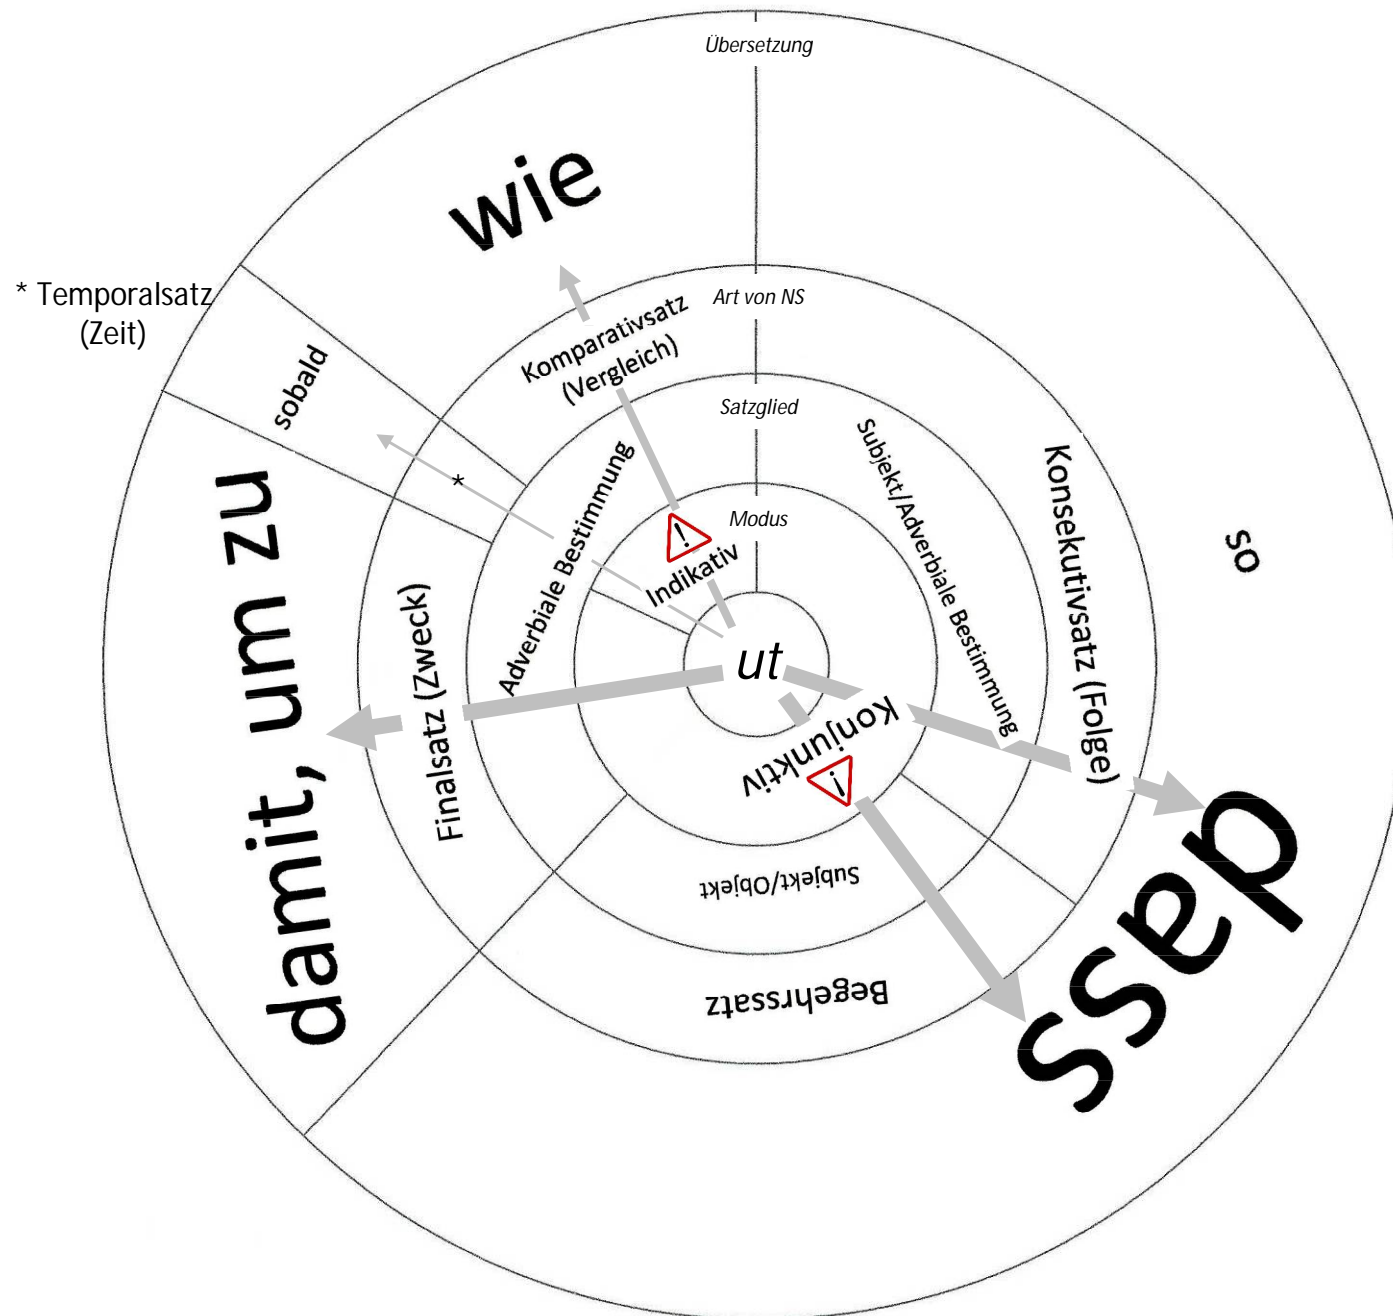 Übersetzung
wie
* Temporalsatz
(Zeit)
Art von NS
Komparativsatz
(Vergleich)
sobald
Satzglied
*
Adverbiale Bestimmung
Subjekt/Adverbiale Bestimmung
Konsekutivsatz (Folge)
so
Modus
!
Indikativ
damit, um zu
Finalsatz (Zweck)
ut
Konjunktiv
!
dass
Subjekt/Objekt
Begehrssatz